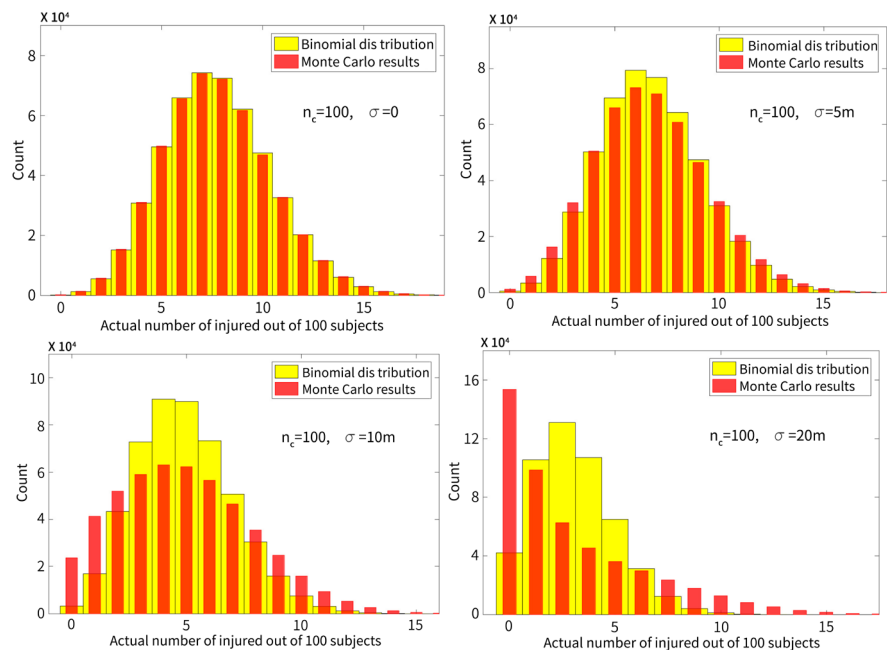 X 10⁴
8
6
4
2
0
Count
Binomial dis tribution
Monte Carlo results
n_c=100, σ=0
0 5 10 15
Actual number of injured out of 100 subjects
X 10⁴
8
6
4
2
0
Count
Binomial dis tribution
Monte Carlo results
n_c=100, σ=5m
0 5 10 15
Actual number of injured out of 100 subjects
X 10⁴
10
8
6
4
2
0
Count
Binomial dis tribution
Monte Carlo results
n_c=100, σ=10m
0 5 10 15
Actual number of injured out of 100 subjects
X 10⁴
16
12
8
4
0
Count
Binomial dis tribution
Monte Carlo results
n_c=100, σ=20m
0 5 10 15
Actual number of injured out of 100 subjects